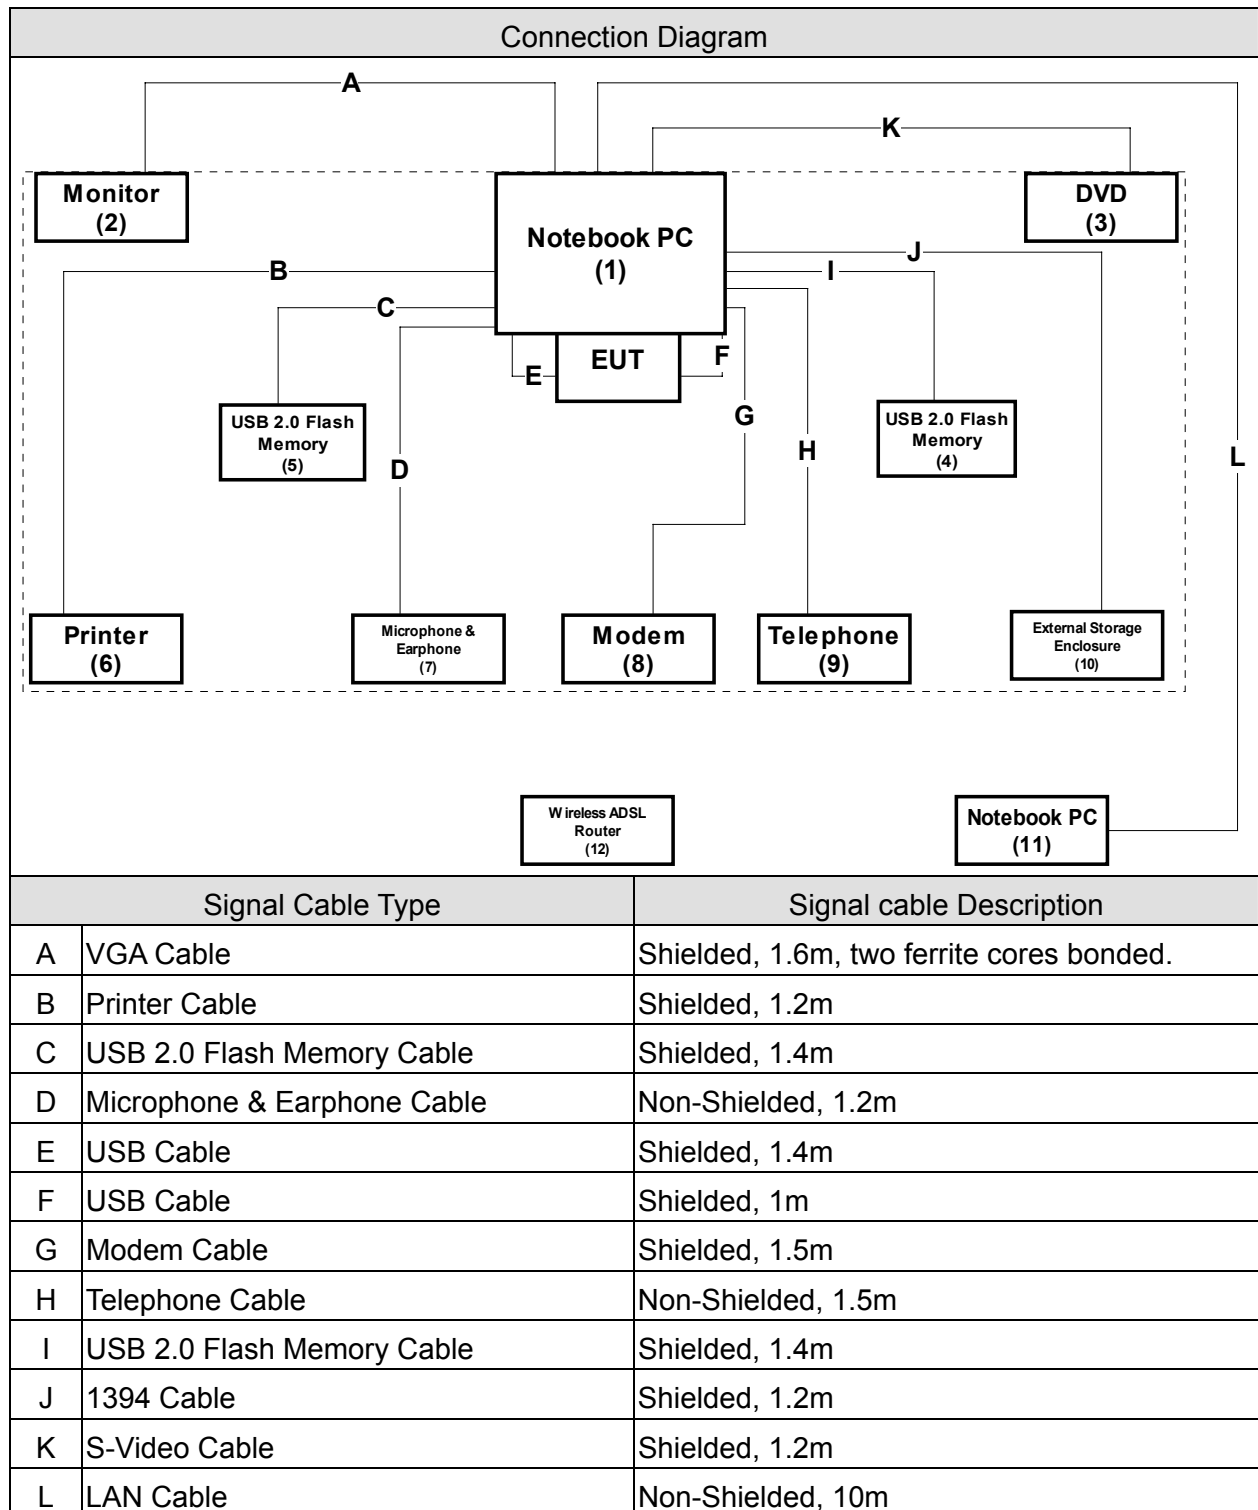 Connection Diagram
A
K
Monitor
(2)
Notebook PC
(1)
DVD
(3)
J
B
I
C
EUT
F
E
G
USB 2.0 Flash
Memory
(5)
USB 2.0 Flash
Memory
(4)
D
H
L
Printer
(6)
Microphone &
Earphone
(7)
Modem
(8)
Telephone
(9)
External Storage
Enclosure
(10)
Wireless ADSL
Router
(12)
Notebook PC
(11)
Signal Cable Type Signal cable Description
A VGA Cable Shielded, 1.6m, two ferrite cores bonded.
B Printer Cable Shielded, 1.2m
C USB 2.0 Flash Memory Cable Shielded, 1.4m
D Microphone & Earphone Cable Non-Shielded, 1.2m
E USB Cable Shielded, 1.4m
F USB Cable Shielded, 1m
G Modem Cable Shielded, 1.5m
H Telephone Cable Non-Shielded, 1.5m
I USB 2.0 Flash Memory Cable Shielded, 1.4m
J 1394 Cable Shielded, 1.2m
K S-Video Cable Shielded, 1.2m
L LAN Cable Non-Shielded, 10m